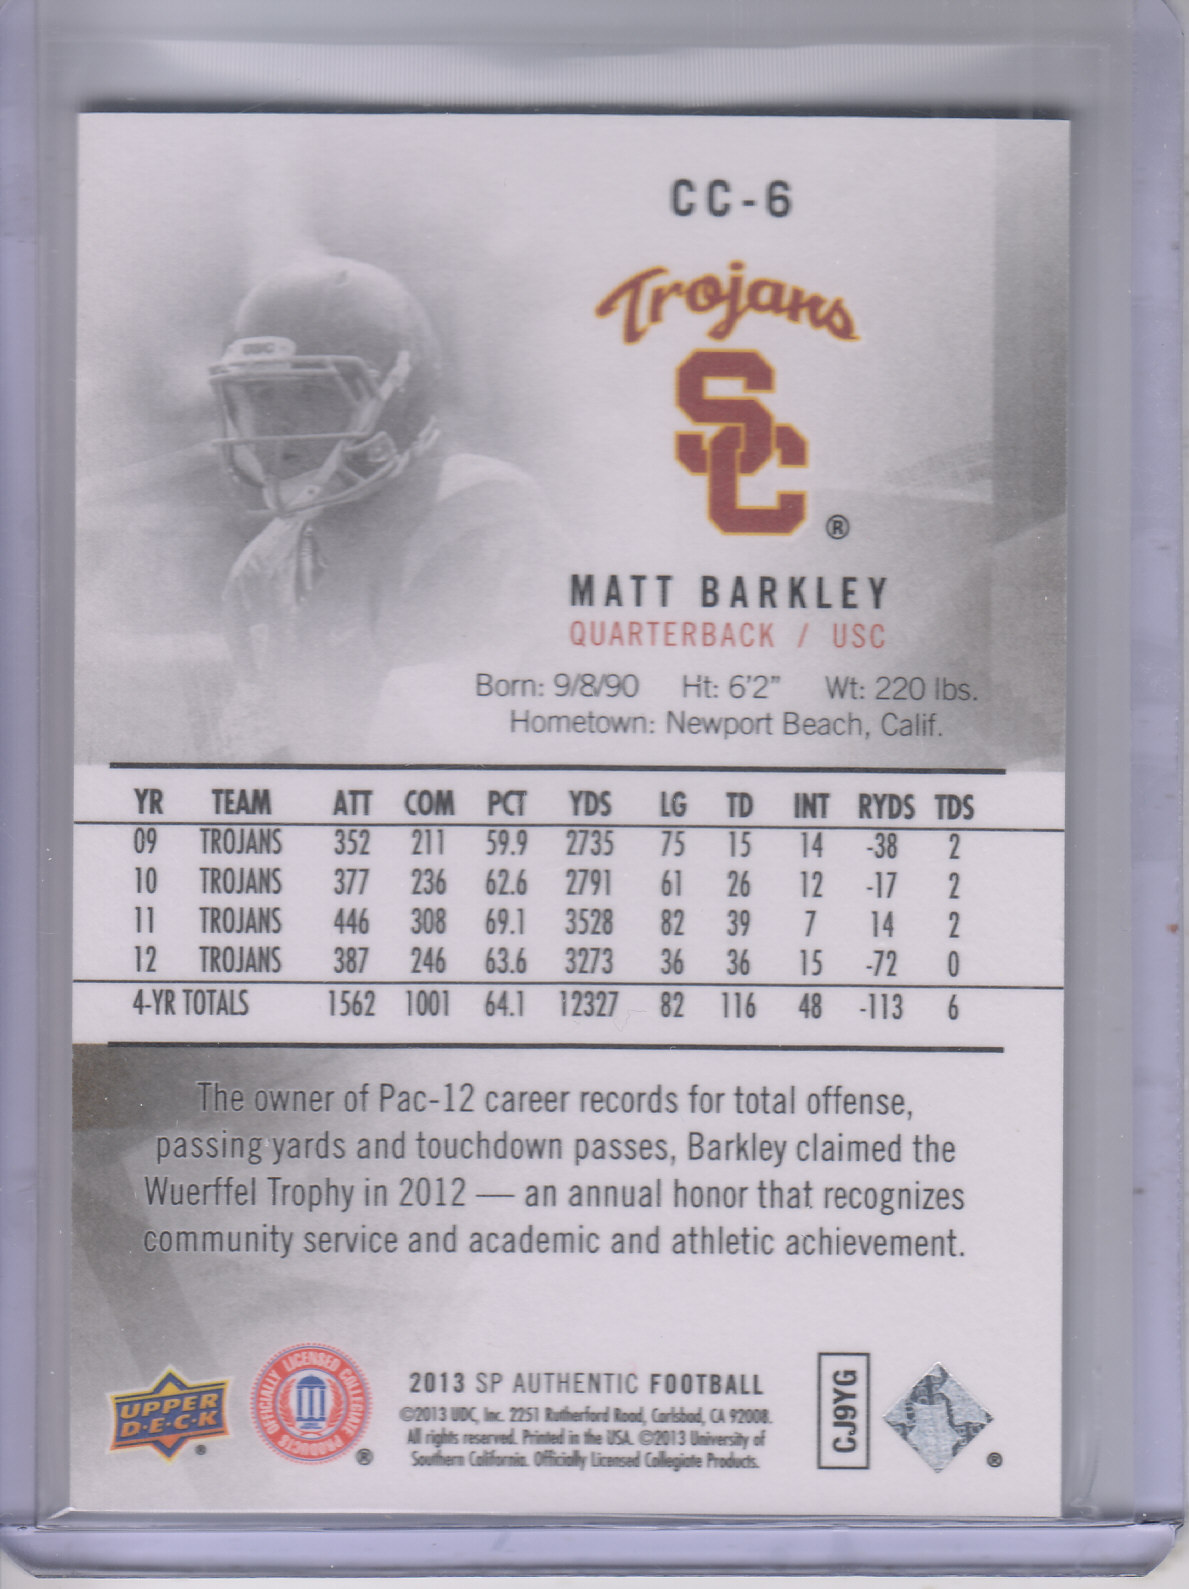 CC-6
Trojans
SC ®
MATT BARKLEY
QUARTERBACK / USC
Born: 9/8/90 Ht: 6'2" Wt: 220 lbs.
Hometown: Newport Beach, Calif.
YR TEAM ATT COM PCT YDS LG TD INT RYDS TDS
09 TROJANS 352 211 59.9 2735 75 15 14 -38 2
10 TROJANS 377 236 62.6 2791 61 26 12 -17 2
11 TROJANS 446 308 69.1 3528 82 39 7 14 2
12 TROJANS 387 246 63.6 3273 36 36 15 -72 0
4-YR TOTALS 1562 1001 64.1 12327 82 116 48 -113 6
The owner of Pac-12 career records for total offense,
passing yards and touchdown passes, Barkley claimed the
Wuerffel Trophy in 2012 — an annual honor that recognizes
community service and academic and athletic achievement.
UPPER
D·E·C·K ®
OFFICIALLY LICENSED COLLEGIATE PRODUCTS ®
2013 SP AUTHENTIC FOOTBALL
©2013 UDC, Inc. 2251 Rutherford Road, Carlsbad, CA 92008.
All rights reserved. Printed in the USA. ©2013 University of
Southern California. Officially Licensed Collegiate Products.
CJ9YG
®